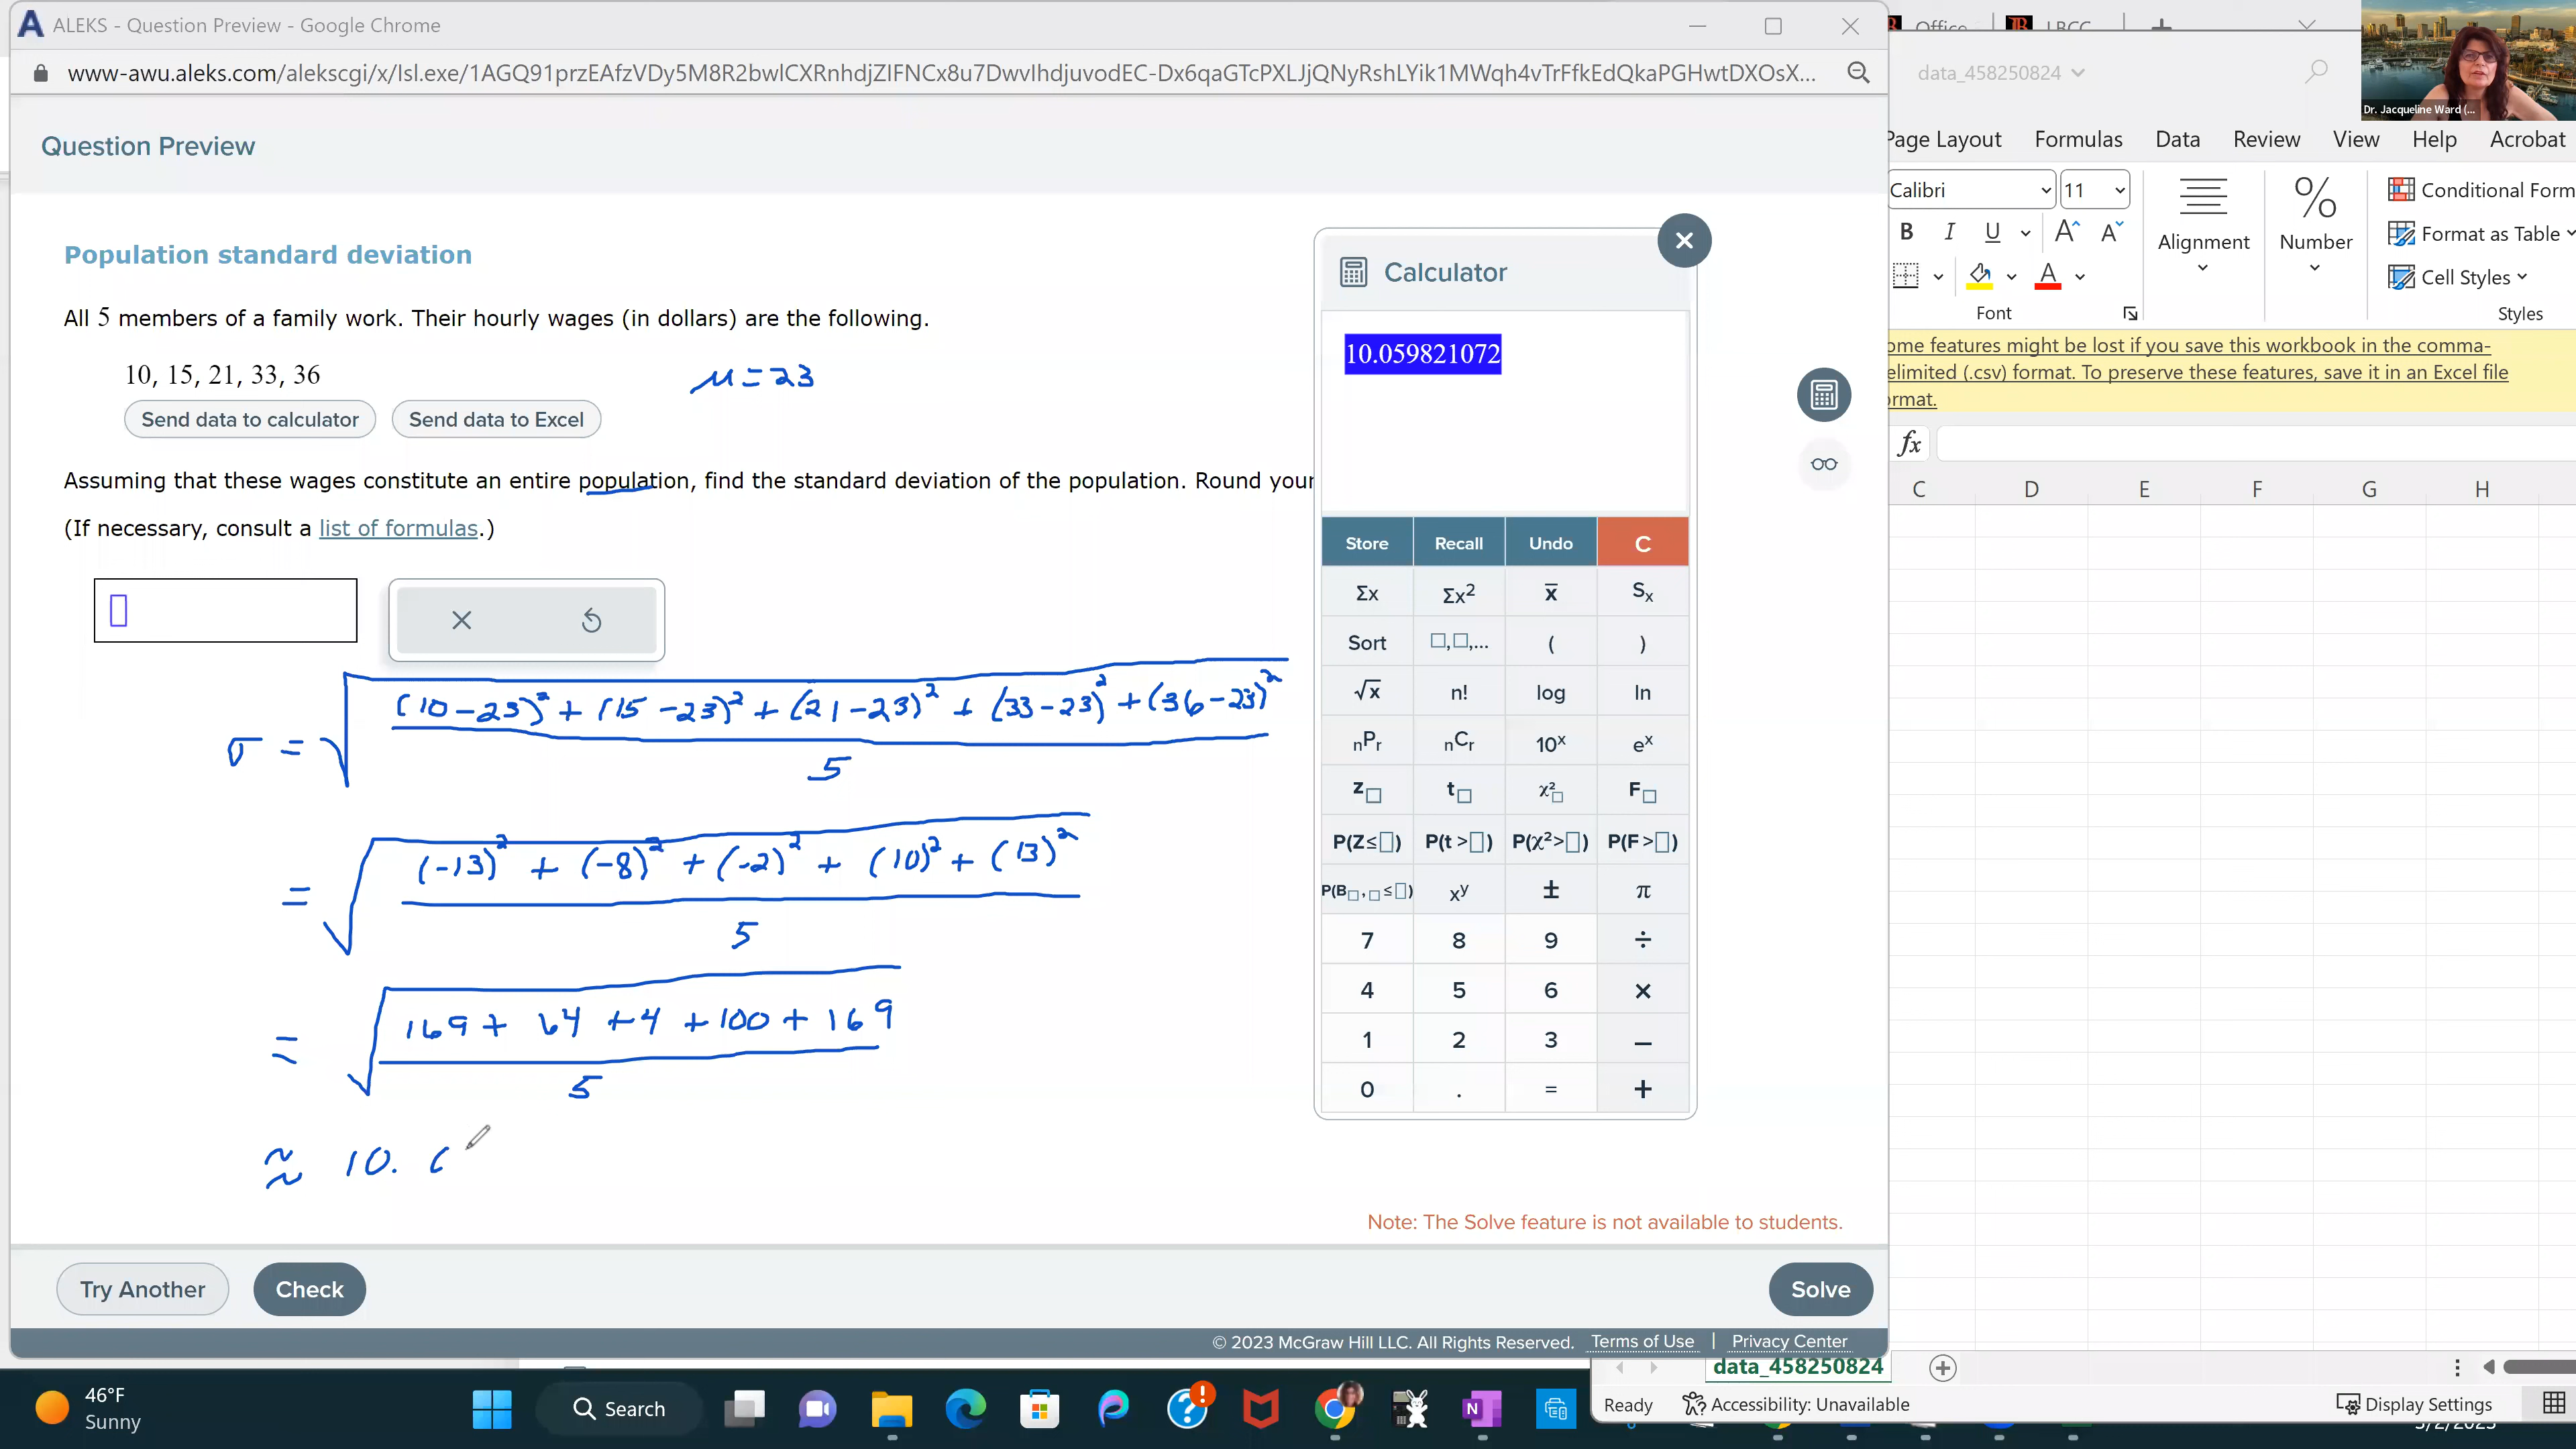 ALEKS - Question Preview - Google Chrome
www-awu.aleks.com/alekscgi/x/Isl.exe/1AGQ91przEAfzVDy5M8R2bwlCXRnhdjZIFNCx8u7DwvIhdjuvodEC-Dx6qaGTcPXLJjQNyRshLYik1MWqh4vTrFfkEdQkaPGHwtDXOsX...
Question Preview
Population standard deviation
All 5 members of a family work. Their hourly wages (in dollars) are the following.
10, 15, 21, 33, 36
μ = 23
Send data to calculator Send data to Excel
Assuming that these wages constitute an entire population, find the standard deviation of the population. Round your
(If necessary, consult a list of formulas.)
σ = √ (10-23)² + (15-23)² + (21-23)² + (33-23)² + (36-23)²
5
= √ (-13)² + (-8)² + (-2)² + (10)² + (13)²
5
= √ 169 + 64 + 4 + 100 + 169
5
≈ 10.
Calculator
10.059821072
Store Recall Undo C
Σx Σx² x̅ Sx
Sort □,□,... ( )
√x n! log ln
nPr nCr 10ˣ eˣ
z□ t□ χ²□ F□
P(Z≤□) P(t >□) P(χ²>□) P(F >□)
P(B□,□≤□) xʸ ± π
7 8 9 ÷
4 5 6 ×
1 2 3 −
0 . = +
Note: The Solve feature is not available to students.
Try Another Check Solve
© 2023 McGraw Hill LLC. All Rights Reserved. Terms of Use | Privacy Center
Office LBCC
data_458250824
Dr. Jacqueline Ward (...
Page Layout Formulas Data Review View Help Acrobat
Calibri 11
B I U A A
A
Font
Alignment
%
Number
Conditional Form
Format as Table
Cell Styles
Styles
ome features might be lost if you save this workbook in the comma-
elimited (.csv) format. To preserve these features, save it in an Excel file
rmat.
fx
C D E F G H
data_458250824
Ready Accessibility: Unavailable Display Settings
46°F
Sunny
Search